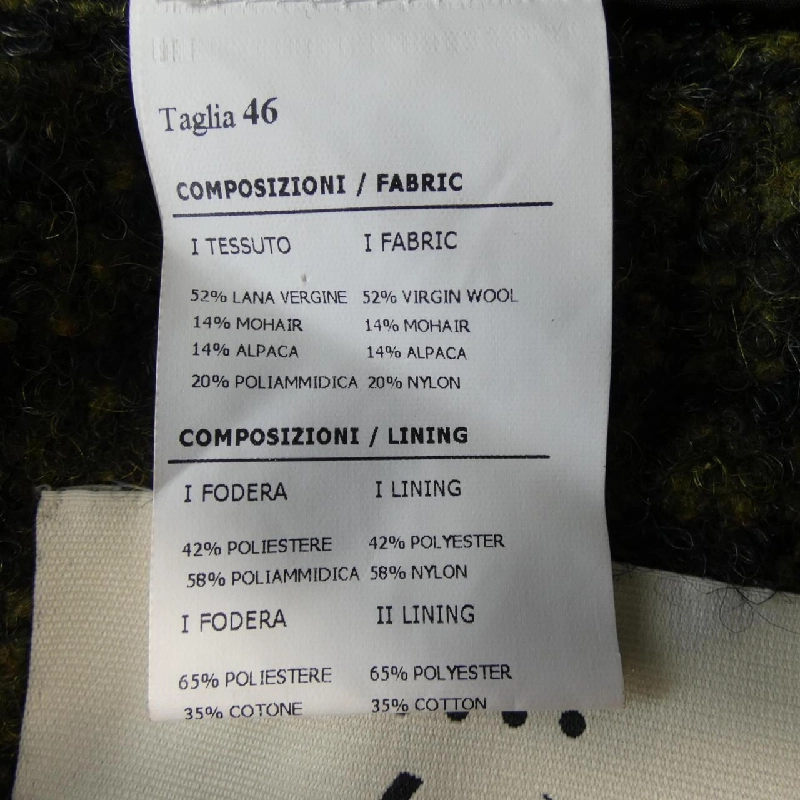 Taglia 46
COMPOSIZIONI / FABRIC
I TESSUTO I FABRIC
52% LANA VERGINE 52% VIRGIN WOOL
14% MOHAIR 14% MOHAIR
14% ALPACA 14% ALPACA
20% POLIAMMIDICA 20% NYLON
COMPOSIZIONI / LINING
I FODERA I LINING
42% POLIESTERE 42% POLYESTER
58% POLIAMMIDICA 58% NYLON
I FODERA II LINING
65% POLIESTERE 65% POLYESTER
35% COTONE 35% COTTON